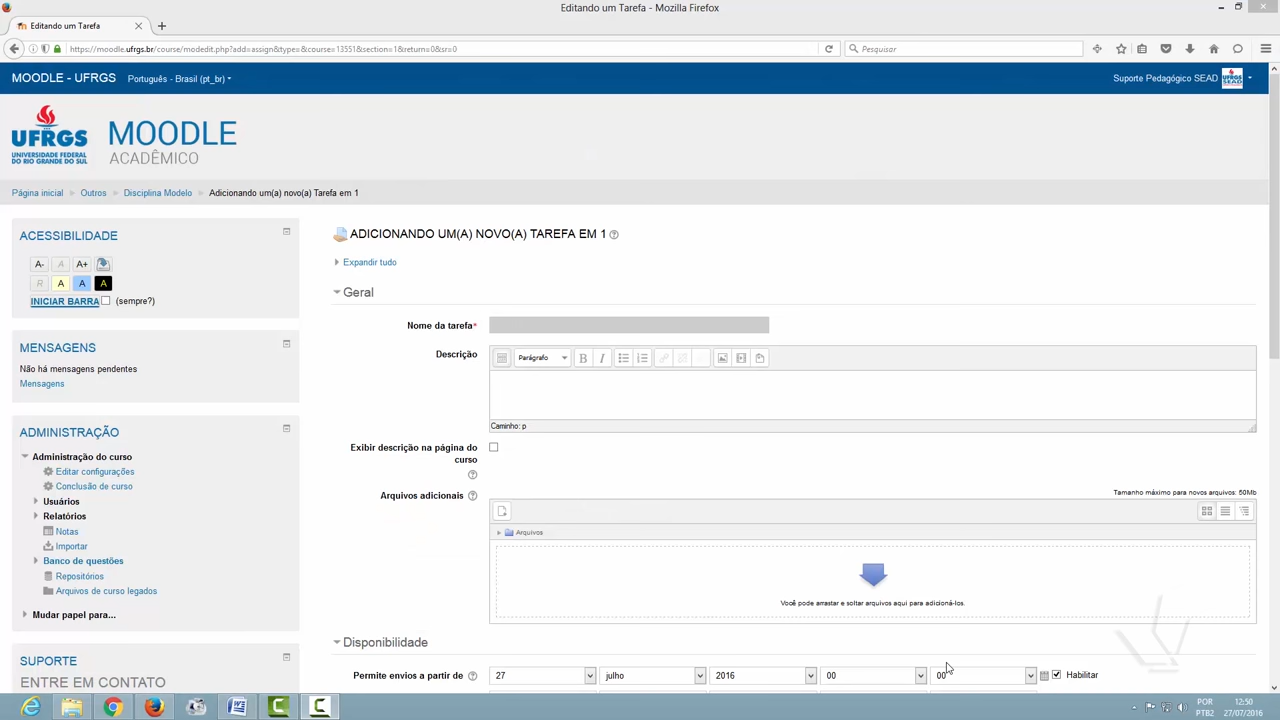 Editando um Tarefa - Mozilla Firefox
Editando um Tarefa
https://moodle.ufrgs.br/course/modedit.php?add=assign&type=&course=13551&section=1&return=0&sr=0
Pesquisar
MOODLE - UFRGS Português - Brasil (pt_br)
Suporte Pedagógico SEAD
UFRGS SEAD
UFRGS
UNIVERSIDADE FEDERAL
DO RIO GRANDE DO SUL
MOODLE
ACADÊMICO
Página inicial Outros Disciplina Modelo Adicionando um(a) novo(a) Tarefa em 1
ACESSIBILIDADE
A- A A+
R A A A
INICIAR BARRA (sempre?)
MENSAGENS
Não há mensagens pendentes
Mensagens
ADMINISTRAÇÃO
Administração do curso
Editar configurações
Conclusão de curso
Usuários
Relatórios
Notas
Importar
Banco de questões
Repositórios
Arquivos de curso legados
Mudar papel para...
SUPORTE
ENTRE EM CONTATO
ADICIONANDO UM(A) NOVO(A) TAREFA EM 1
Expandir tudo
Geral
Nome da tarefa*
Descrição
Parágrafo B I
Caminho: p
Exibir descrição na página do
curso
Arquivos adicionais
Tamanho máximo para novos arquivos: 50Mb
Arquivos
Você pode arrastar e soltar arquivos aqui para adicioná-los.
Disponibilidade
Permite envios a partir de 27 julho 2016 00 00 Habilitar
POR
PTB2
12:50
27/07/2016